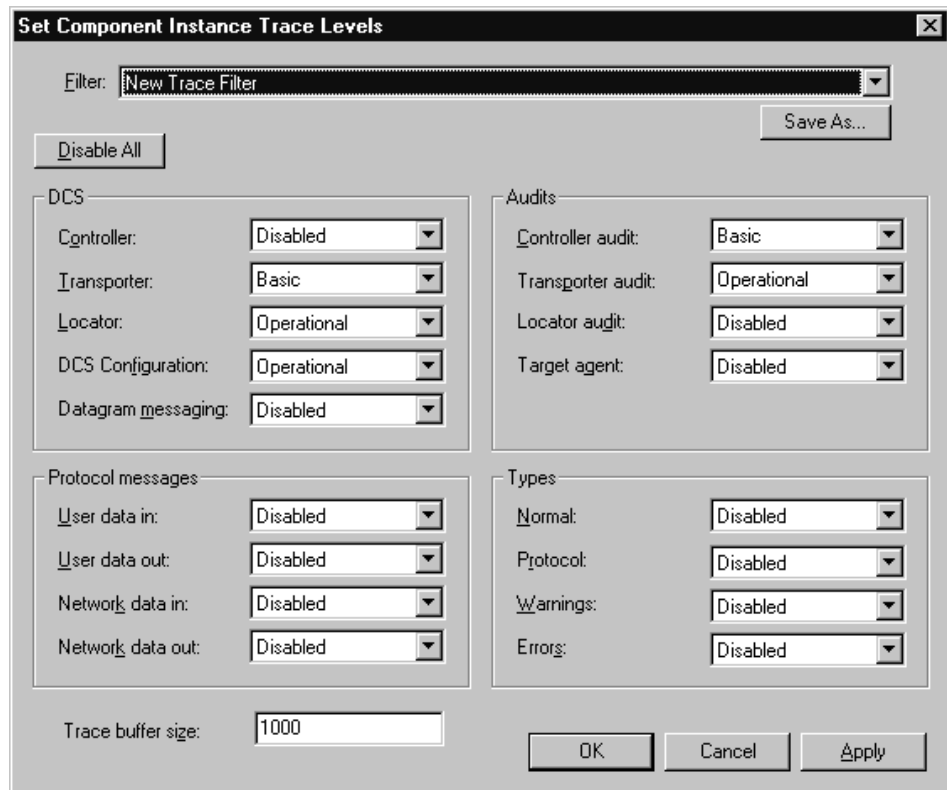 Set Component Instance Trace Levels
Filter: New Trace Filter
Save As...
Disable All
DCS
Controller: Disabled
Transporter: Basic
Locator: Operational
DCS Configuration: Operational
Datagram messaging: Disabled
Audits
Controller audit: Basic
Transporter audit: Operational
Locator audit: Disabled
Target agent: Disabled
Protocol messages
User data in: Disabled
User data out: Disabled
Network data in: Disabled
Network data out: Disabled
Types
Normal: Disabled
Protocol: Disabled
Warnings: Disabled
Errors: Disabled
Trace buffer size: 1000
OK Cancel Apply